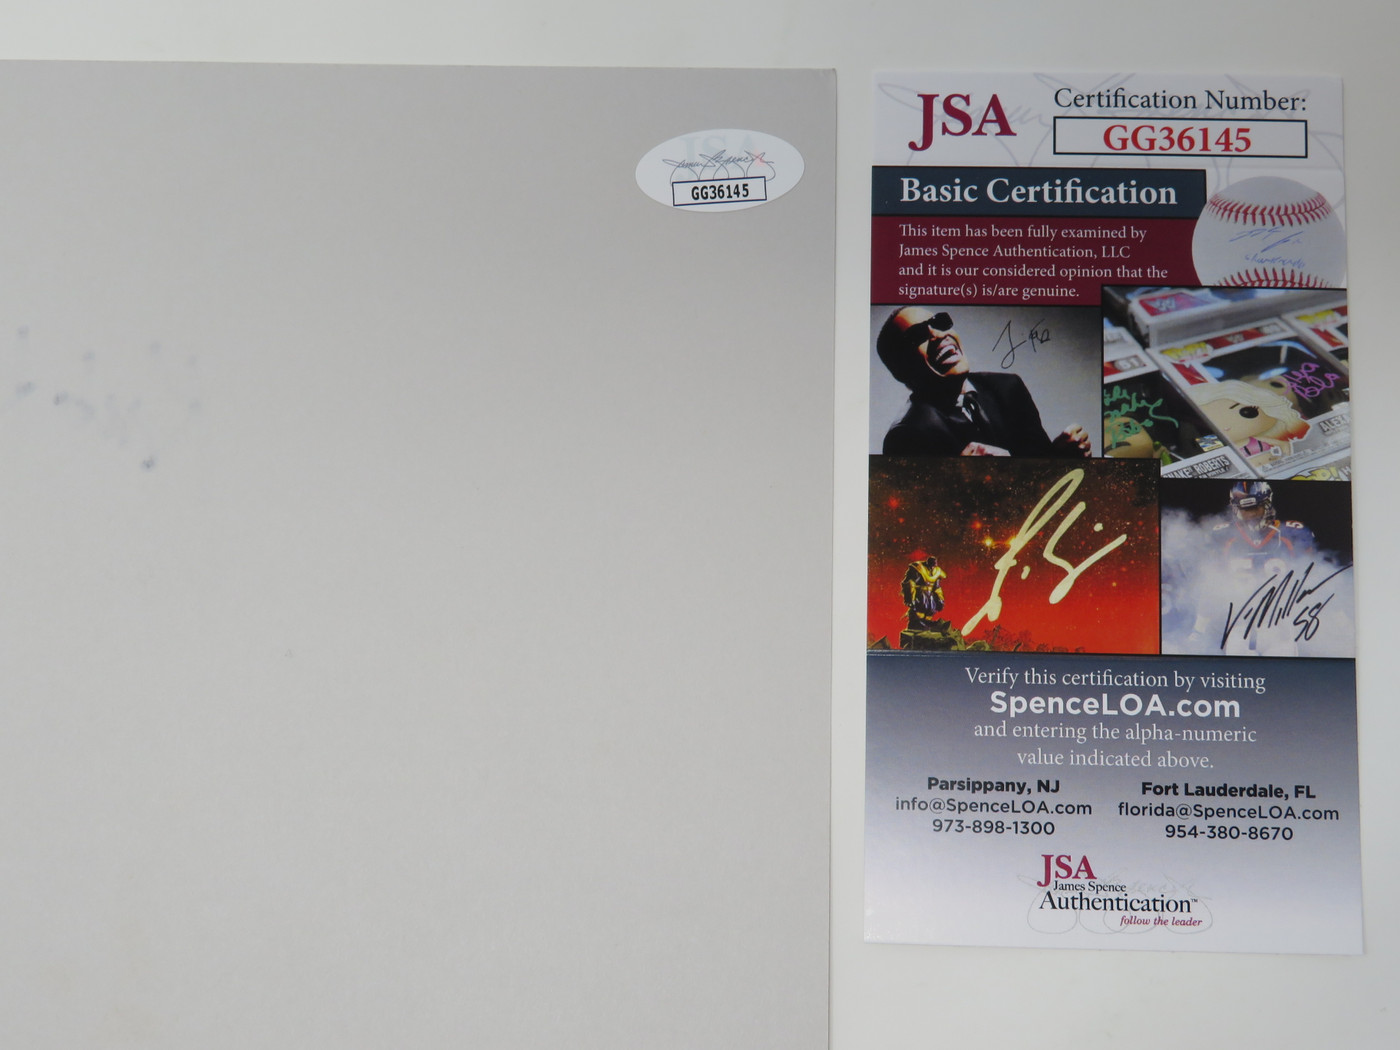 GG36145
JSA
Certification Number:
GG36145
Basic Certification
This item has been fully examined by
James Spence Authentication, LLC
and it is our considered opinion that the
signature(s) is/are genuine.
Verify this certification by visiting
SpenceLOA.com
and entering the alpha-numeric
value indicated above.
Parsippany, NJ
info@SpenceLOA.com
973-898-1300
Fort Lauderdale, FL
florida@SpenceLOA.com
954-380-8670
JSA
James Spence
Authentication™
follow the leader